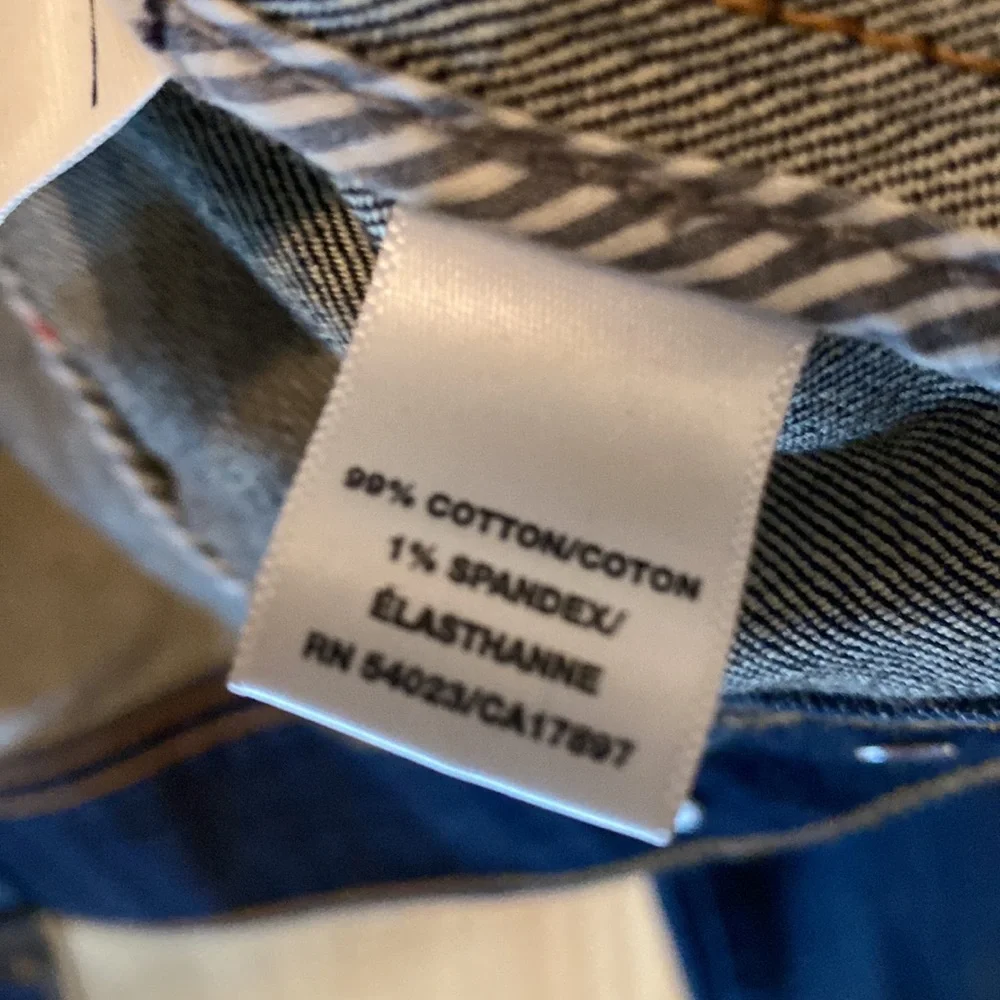 99% COTTON/COTON
1% SPANDEX/
ÉLASTHANNE
RN 54023/CA17897